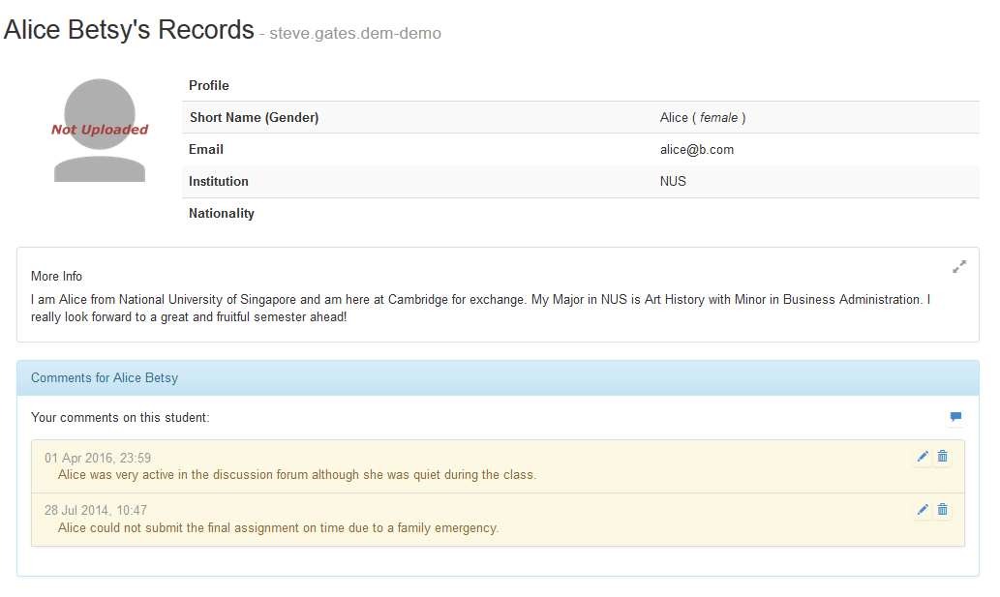 Alice Betsy's Records - steve.gates.dem-demo
Not Uploaded
Profile
Short Name (Gender) Alice ( female )
Email alice@b.com
Institution NUS
Nationality
More Info
I am Alice from National University of Singapore and am here at Cambridge for exchange. My Major in NUS is Art History with Minor in Business Administration. I
really look forward to a great and fruitful semester ahead!
Comments for Alice Betsy
Your comments on this student:
01 Apr 2016, 23:59
Alice was very active in the discussion forum although she was quiet during the class.
28 Jul 2014, 10:47
Alice could not submit the final assignment on time due to a family emergency.